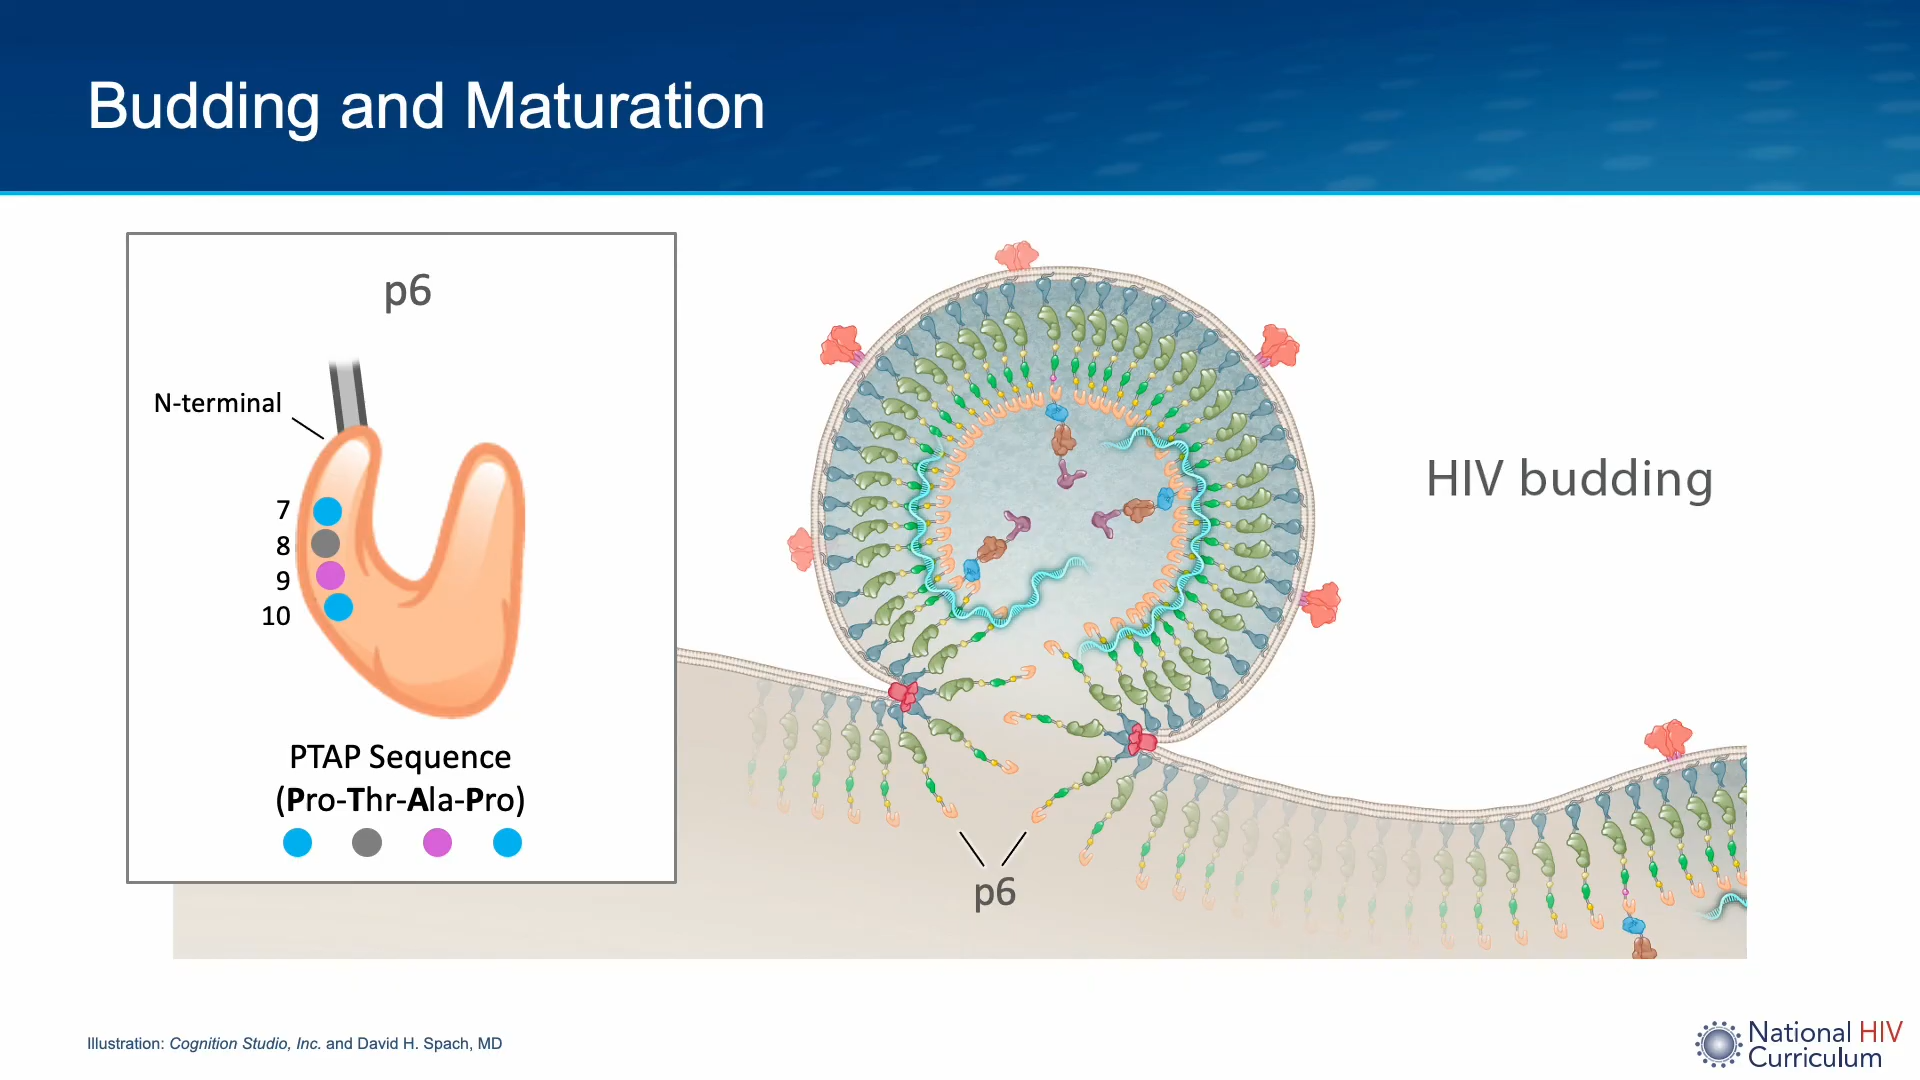 Budding and Maturation
p6
N-terminal
7
8
9
10
PTAP Sequence
(Pro-Thr-Ala-Pro)
HIV budding
p6
Illustration: Cognition Studio, Inc. and David H. Spach, MD
National HIV
Curriculum